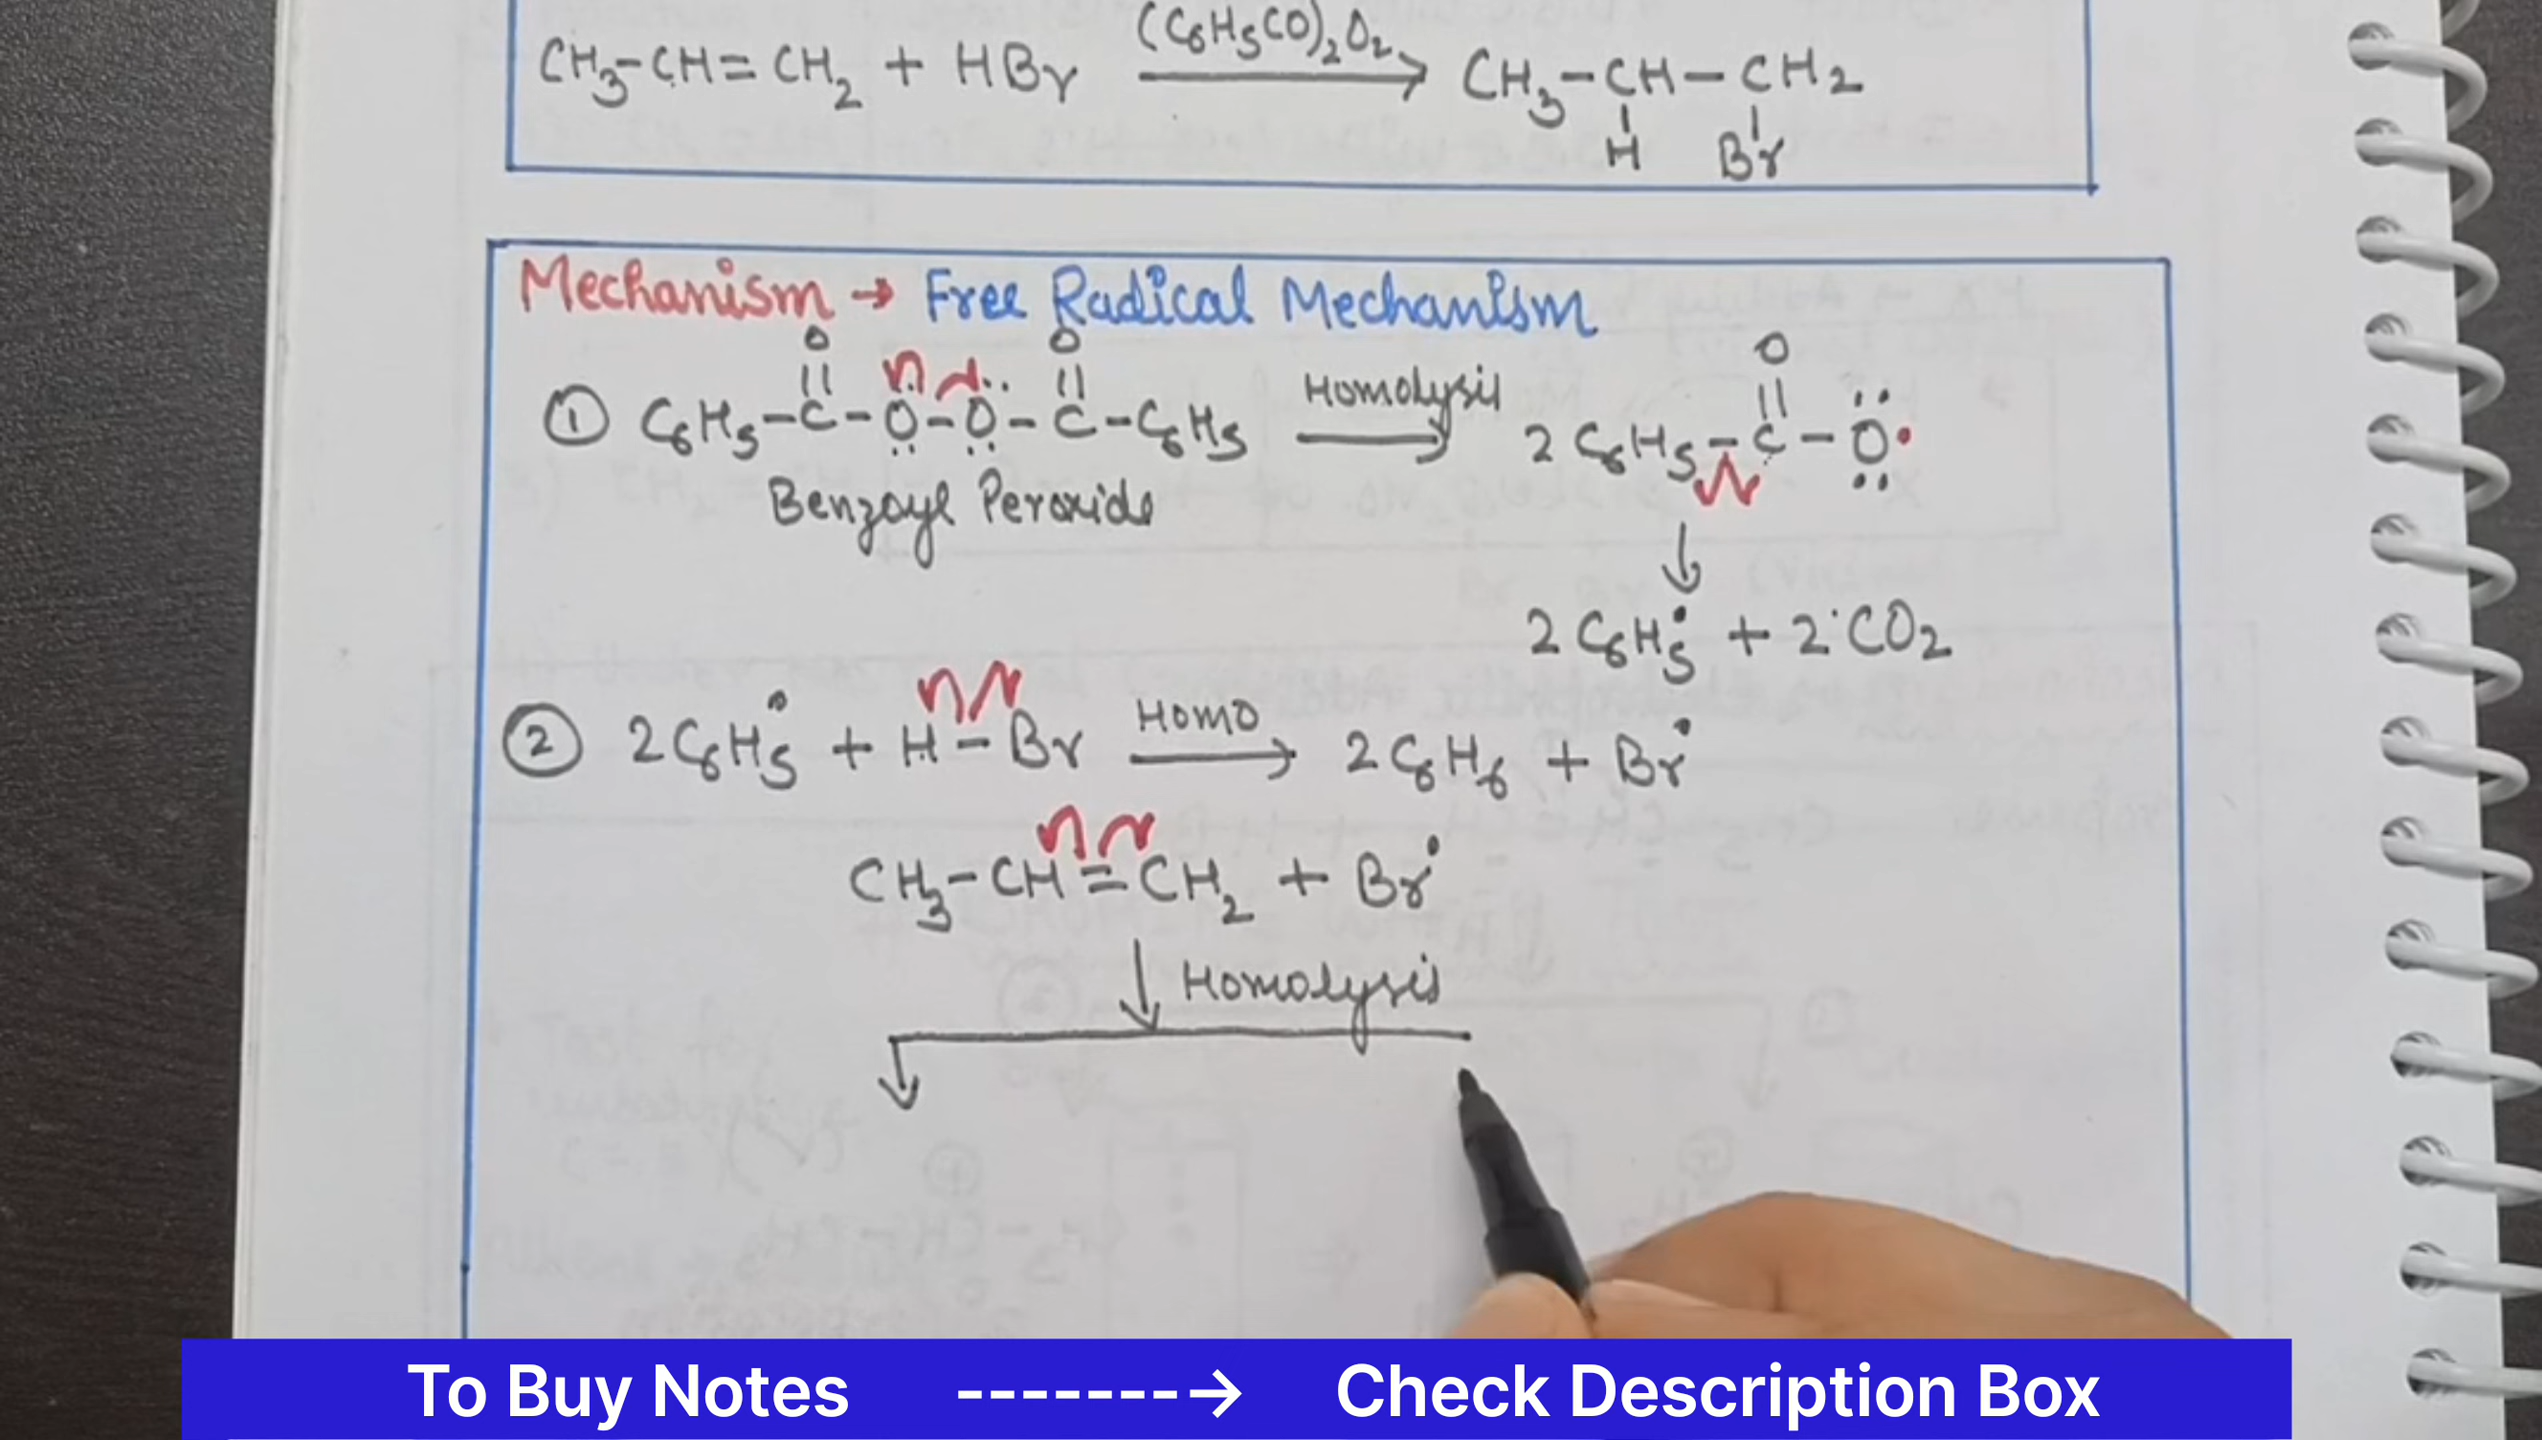 (C6H5CO)2O2
CH3-CH=CH2 + HBr ⟶ CH3-CH-CH2
H Br
Mechanism → Free Radical Mechanism
O O O
|| || ||
① C6H5-C-O-O-C-C6H5 Homolysis ⟶ 2 C6H5-C-O•
Benzoyl Peroxide
↓
2 C6H5• + 2 CO2
② 2C6H5• + H-Br Homo ⟶ 2C6H6 + Br•
CH3-CH=CH2 + Br•
↓ Homolysis
To Buy Notes -------→ Check Description Box